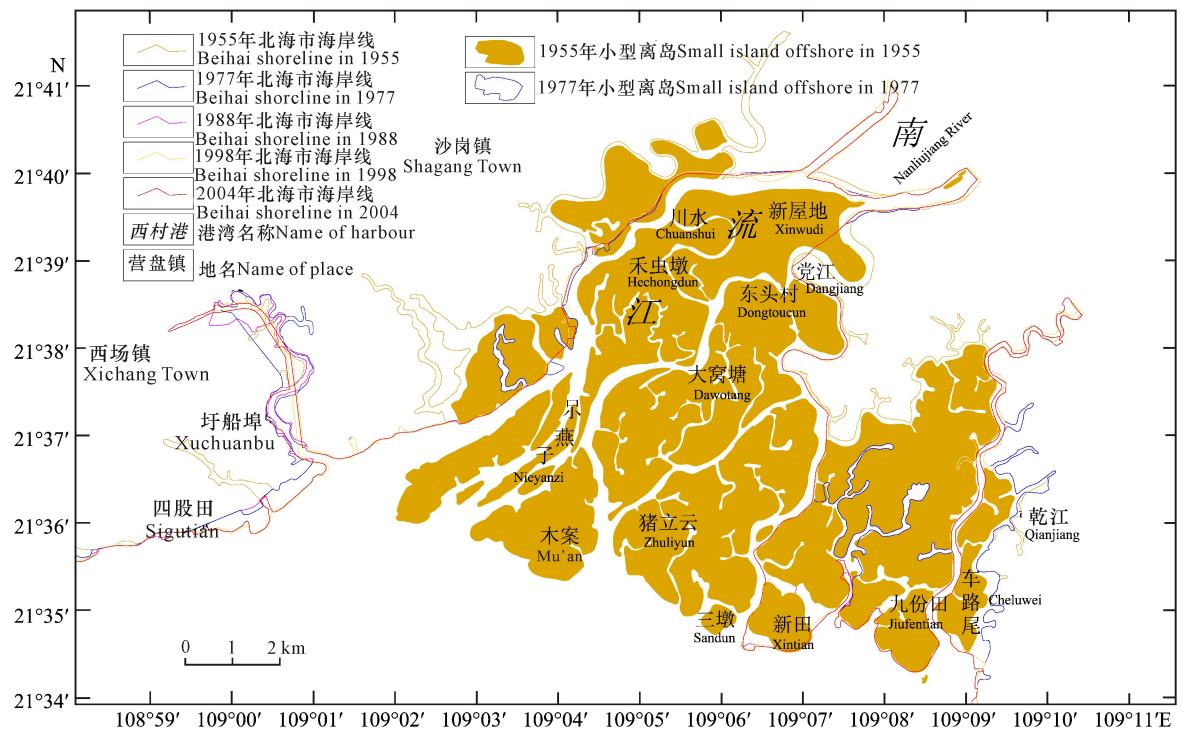 1955年北海市海岸线
Beihai shoreline in 1955
1977年北海市海岸线
Beihai shorcline in 1977
1988年北海市海岸线
Beihai shoreline in 1988
1998年北海市海岸线
Beihai shoreline in 1998
2004年北海市海岸线
Beihai shoreline in 2004
西村港 港湾名称Name of harbour
营盘镇 地名Name of place
1955年小型离岛Small island offshore in 1955
1977年小型离岛Small island offshore in 1977
N
21°41′
21°40′
21°39′
21°38′
21°37′
21°36′
21°35′
21°34′
沙岗镇
Shagang Town
南
流
江
Nanliujiang River
川水
Chuanshui
新屋地
Xinwudi
禾虫墩
Hechongdun
党江
Dangjiang
东头村
Dongtoucun
西场镇
Xichang Town
大窝塘
Dawotang
圩船埠
Xuchuanbu
燕
子
Nieyanzi
四股田
Sigutian
木案
Mu'an
猪立云
Zhuliyun
乾江
Qianjiang
三墩
Sandun
新田
Xintian
九份田
Jiufentian
车
路
尾
Cheluwei
0 1 2 km
108°59′ 109°00′ 109°01′ 109°02′ 109°03′ 109°04′ 109°05′ 109°06′ 109°07′ 109°08′ 109°09′ 109°10′ 109°11′E